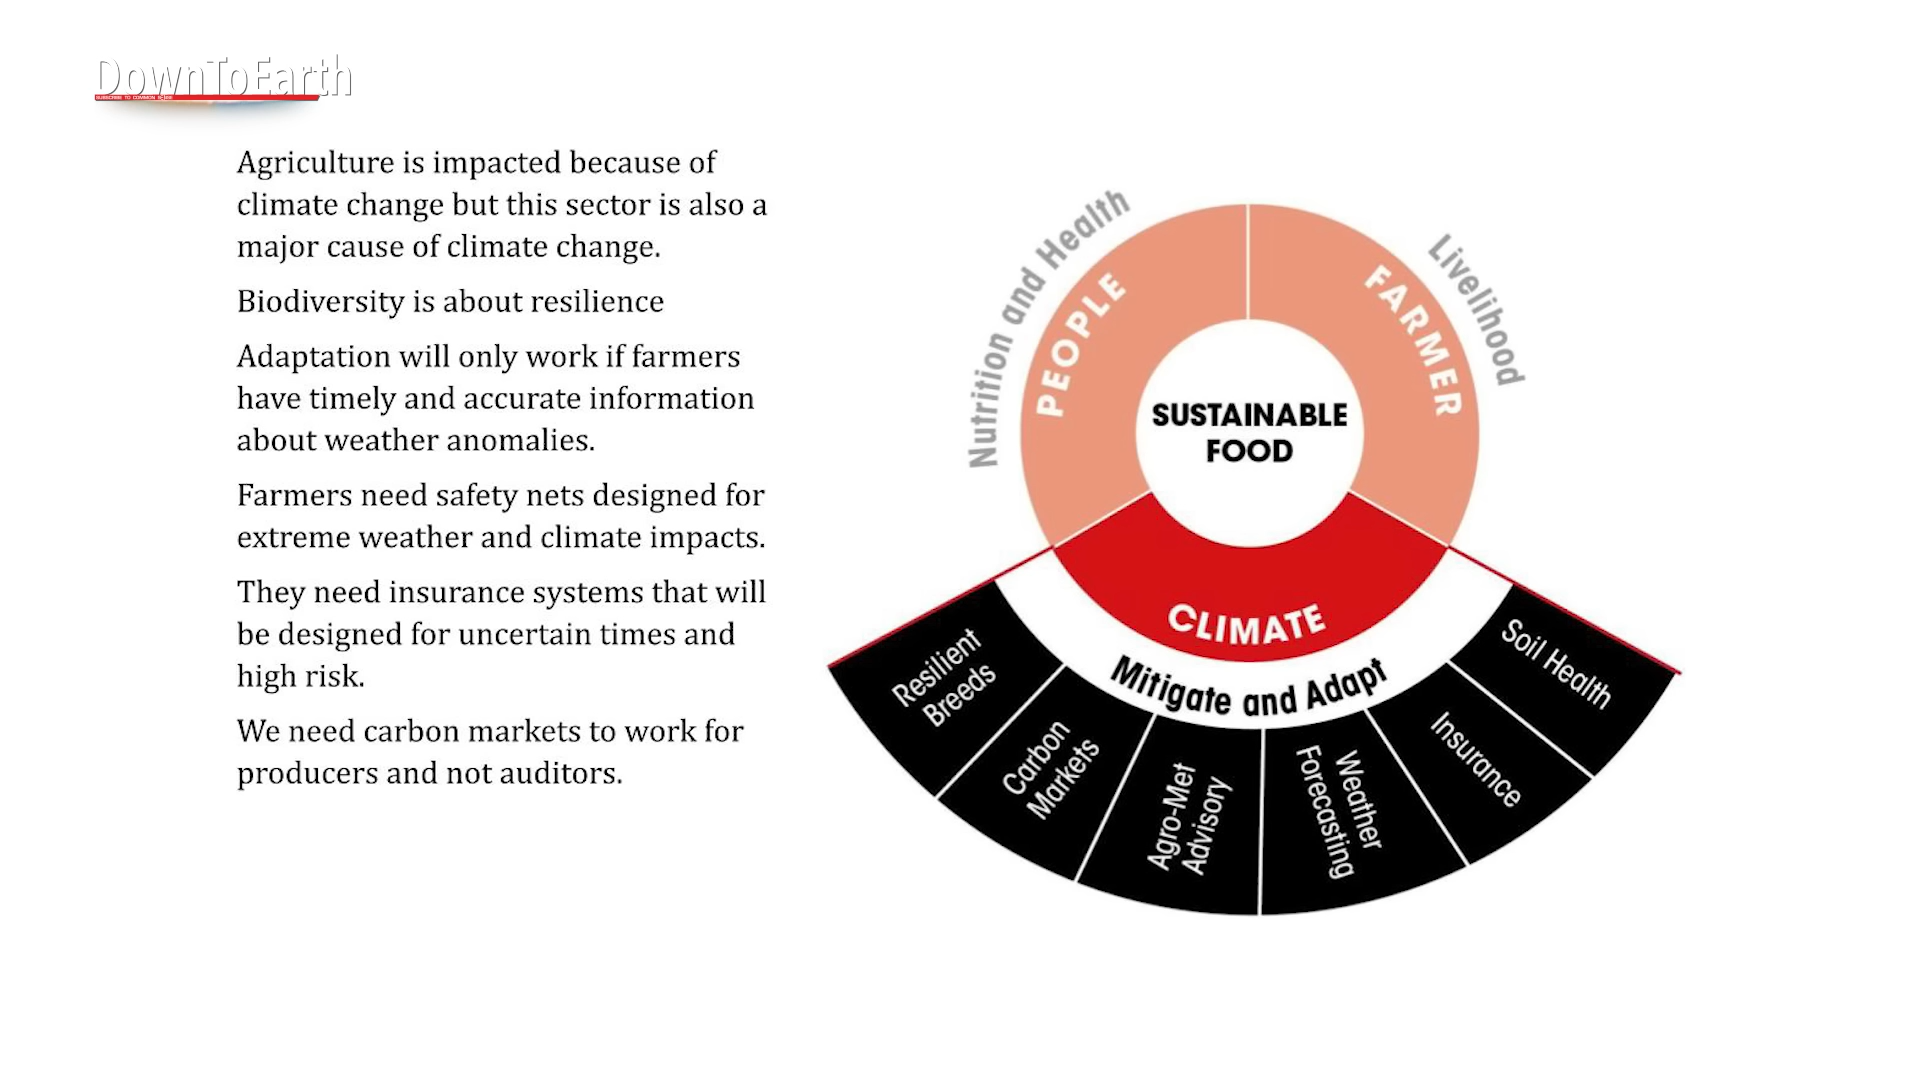 DownToEarth
SUBSCRIBE TO COMMON SENSE
Agriculture is impacted because of
climate change but this sector is also a
major cause of climate change.
Biodiversity is about resilience
Adaptation will only work if farmers
have timely and accurate information
about weather anomalies.
Farmers need safety nets designed for
extreme weather and climate impacts.
They need insurance systems that will
be designed for uncertain times and
high risk.
We need carbon markets to work for
producers and not auditors.
Nutrition and Health
PEOPLE
FARMER
Livelihood
SUSTAINABLE
FOOD
CLIMATE
Mitigate and Adapt
Resilient
Breeds
Carbon
Markets
Agro-Met
Advisory
Weather
Forecasting
Insurance
Soil Health